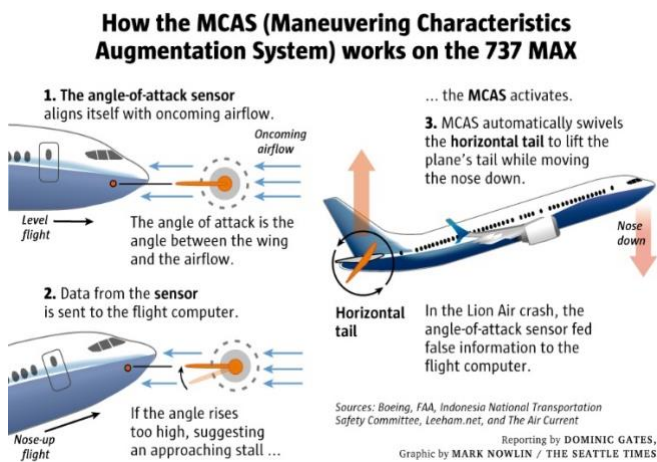 How the MCAS (Maneuvering Characteristics
Augmentation System) works on the 737 MAX
1. The angle-of-attack sensor
aligns itself with oncoming airflow.
Oncoming
airflow
Level
flight
The angle of attack is the
angle between the wing
and the airflow.
2. Data from the sensor
is sent to the flight computer.
Nose-up
flight
If the angle rises
too high, suggesting
an approaching stall ...
... the MCAS activates.
3. MCAS automatically swivels
the horizontal tail to lift the
plane's tail while moving
the nose down.
Nose
down
Horizontal
tail
In the Lion Air crash, the
angle-of-attack sensor fed
false information to the
flight computer.
Sources: Boeing, FAA, Indonesia National Transportation
Safety Committee, Leeham.net, and The Air Current
Reporting by DOMINIC GATES,
Graphic by MARK NOWLIN / THE SEATTLE TIMES